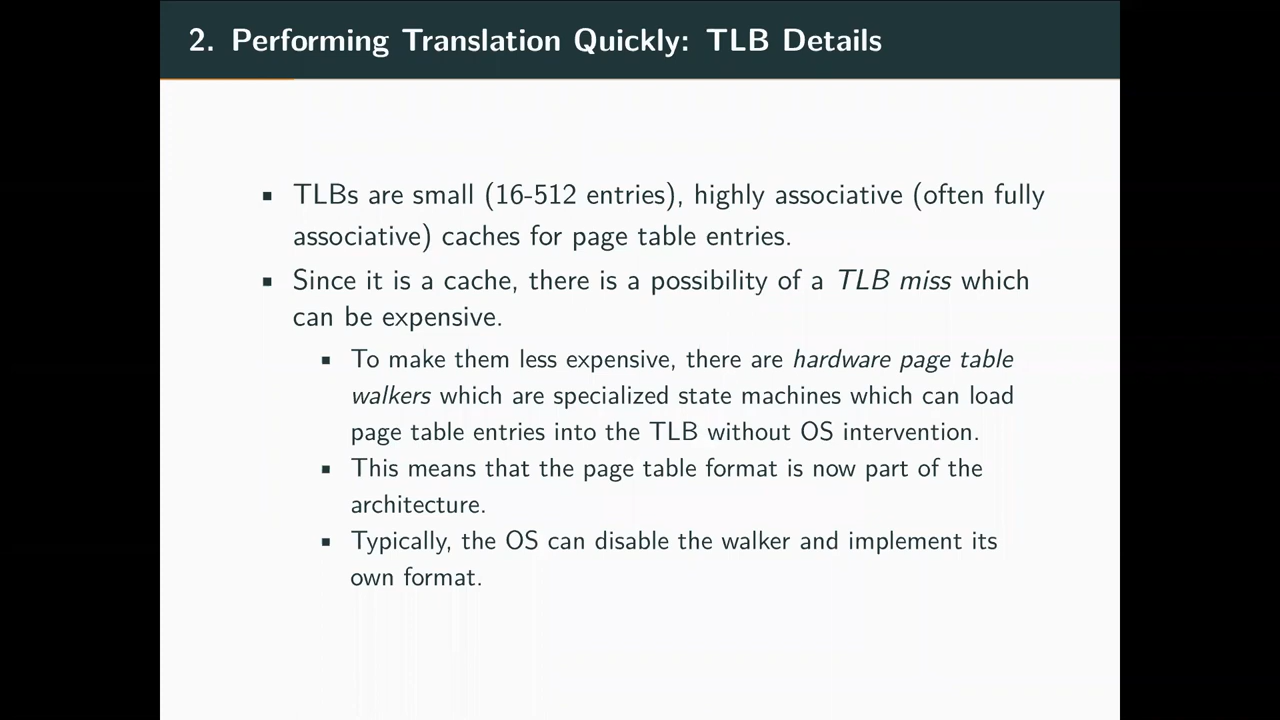 2. Performing Translation Quickly: TLB Details
▪ TLBs are small (16-512 entries), highly associative (often fully
associative) caches for page table entries.
▪ Since it is a cache, there is a possibility of a TLB miss which
can be expensive.
▪ To make them less expensive, there are hardware page table
walkers which are specialized state machines which can load
page table entries into the TLB without OS intervention.
▪ This means that the page table format is now part of the
architecture.
▪ Typically, the OS can disable the walker and implement its
own format.